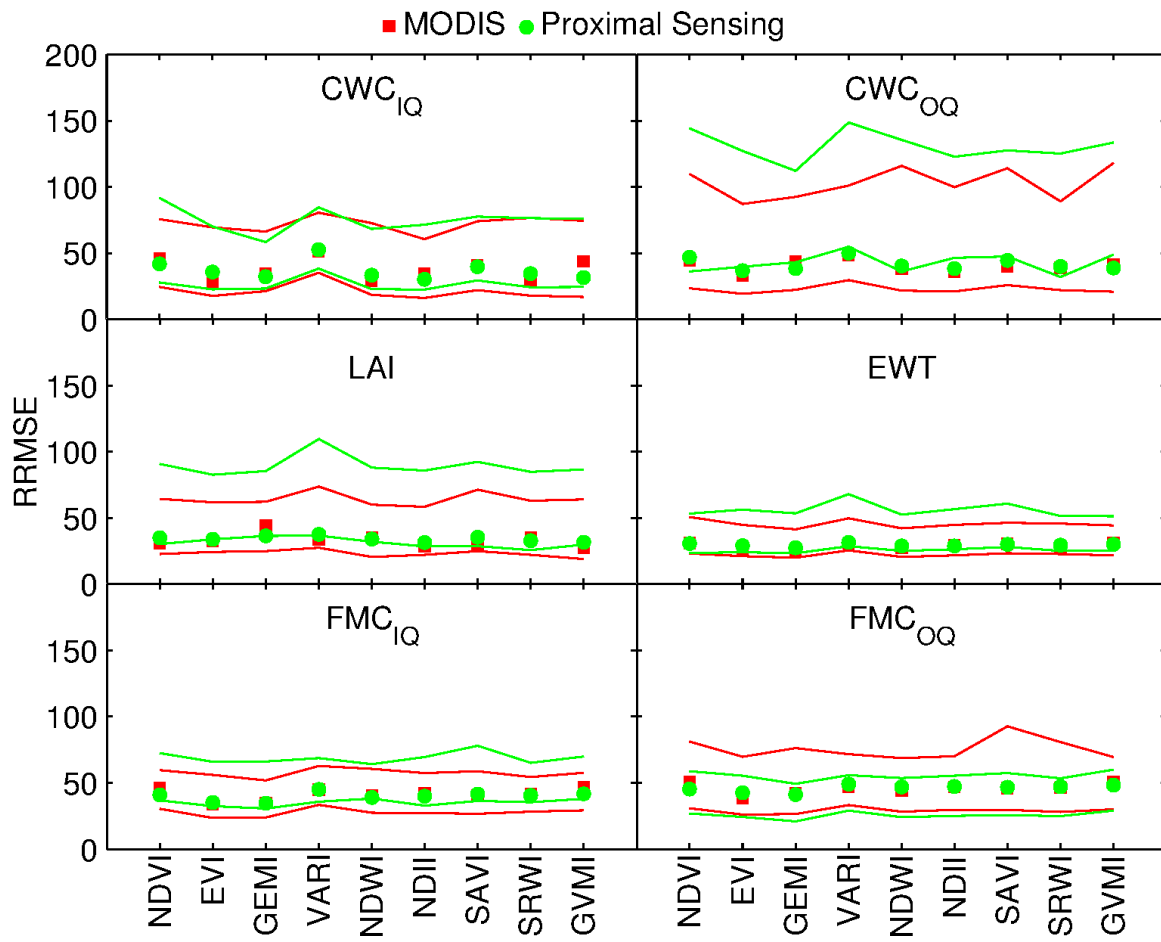 MODIS Proximal Sensing
200
150
100
50
0
CWC_IQ
CWC_OQ
150
100
50
0
LAI
EWT
RRMSE
150
100
50
0
FMC_IQ
FMC_OQ
NDVI
EVI
GEMI
VARI
NDWI
NDII
SAVI
SRWI
GVMI
NDVI
EVI
GEMI
VARI
NDWI
NDII
SAVI
SRWI
GVMI